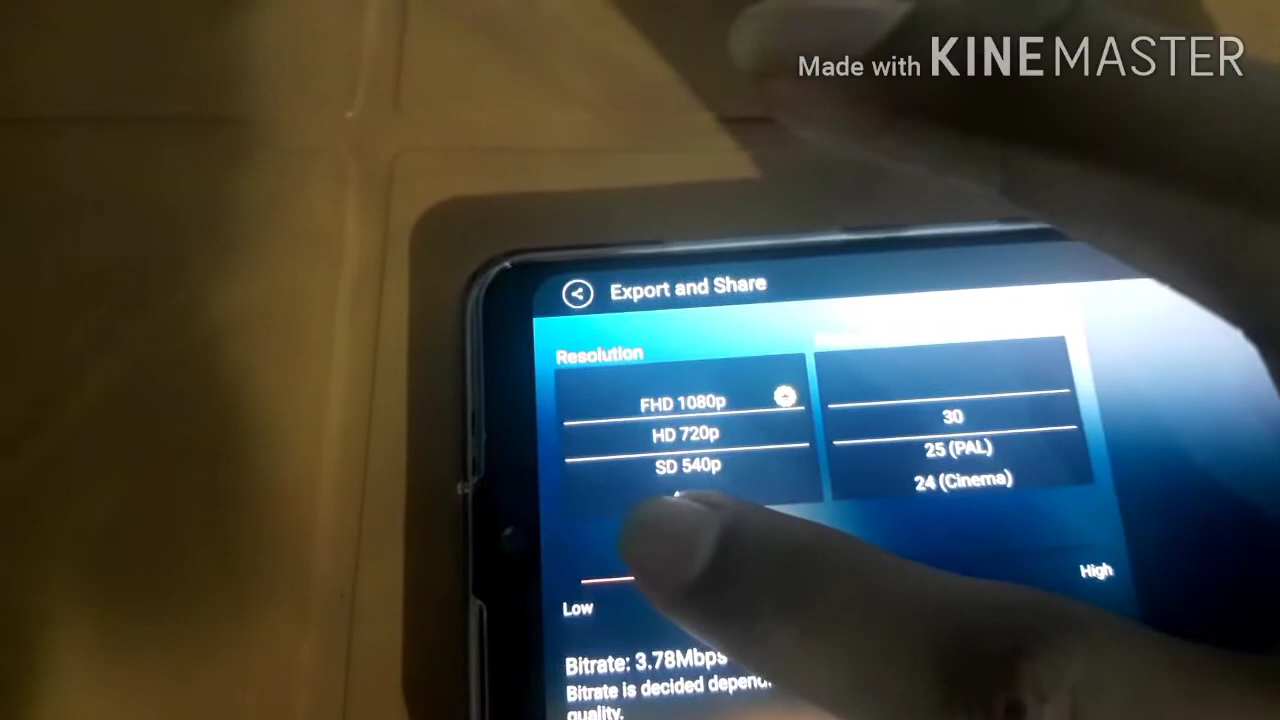 Made with KINEMASTER
Export and Share
Resolution
FHD 1080p
HD 720p
SD 540p
30
25 (PAL)
24 (Cinema)
High
Low
Bitrate: 3.78Mbps
Bitrate is decided
quality.